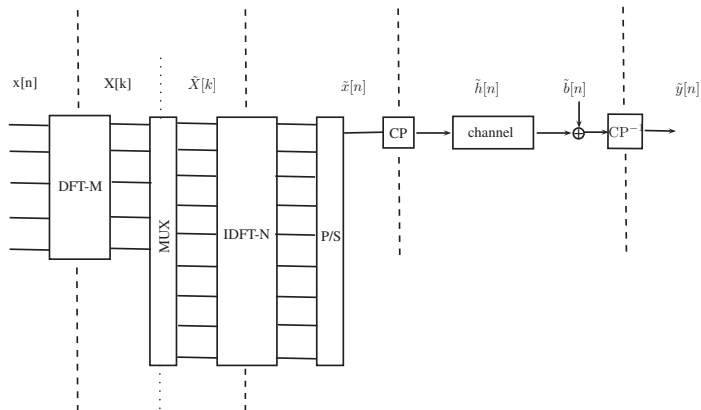 x[n]
X[k]
X̃[k]
x̃[n]
h̃[n]
b̃[n]
ỹ[n]
DFT-M
MUX
IDFT-N
P/S
CP
channel
⊕
CP⁻¹